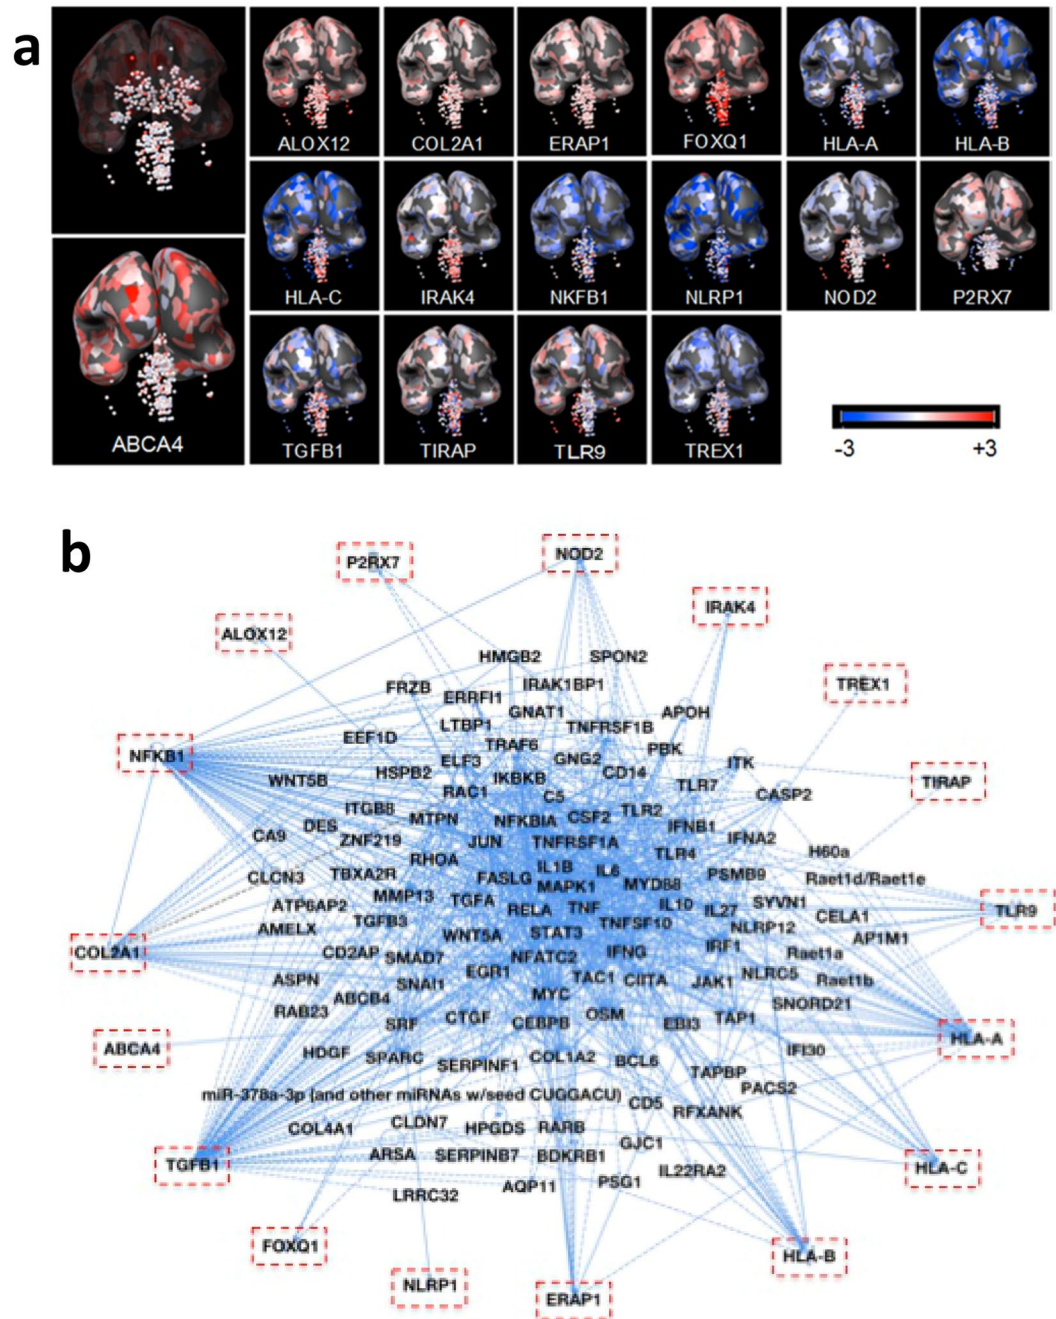 a
ALOX12 COL2A1 ERAP1 FOXQ1 HLA-A HLA-B
HLA-C IRAK4 NKFB1 NLRP1 NOD2 P2RX7
ABCA4
TGFB1 TIRAP TLR9 TREX1
-3 +3
b
P2RX7
NOD2
IRAK4
ALOX12
HMGB2
SPON2
TREX1
FRZB
ERRFI1
IRAK1BP1
GNAT1
APOH
LTBP1
TNFRSF1B
EEF1D
TRAF6
PBK
NFKB1
ELF3
GNG2
ITK
TIRAP
HSPB2
IKBKB
CD14
WNT5B
TLR7
CASP2
RAC1
C5
ITGB8
MTPN
NFKBIA
CSF2
TLR2
IFNB1
DES
CA9
ZNF219
JUN
TNFRSF1A
IFNA2
H60a
RHOA
TLR4
CLCN3
TBXA2R
FASLG
IL1B
IL6
PSMB9
Raet1d/Raet1e
MAPK1
MYD88
ATP6AP2
MMP13
TGFA
SYVN1
TLR9
RELA
TNF
IL10
IL27
CELA1
AMELX
TGFB3
TNFSF10
NLRP12
AP1M1
WNT5A
STAT3
COL2A1
CD2AP
SMAD7
NFATC2
IFNG
IRF1
Raet1a
ASPN
SNAI1
EGR1
TAC1
CIITA
JAK1
NLRC5
Raet1b
RAB23
ABCB4
MYC
SNORD21
SRF
CTGF
CEBPB
OSM
EBI3
TAP1
HLA-A
ABCA4
HDGF
SPARC
SERPINF1
COL1A2
BCL6
IFI30
TAPBP
PACS2
miR-378a-3p (and other miRNAs w/seed CUGGACU)
CD5
RFXANK
COL4A1
CLDN7
HPGDS
RARB
GJC1
TGFB1
ARSA
SERPINB7
BDKRB1
IL22RA2
HLA-C
LRRC32
AQP11
PSG1
FOXQ1
HLA-B
NLRP1
ERAP1